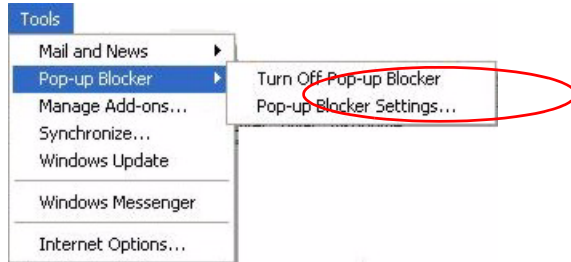 Tools
Mail and News
Pop-up Blocker
Turn Off Pop-up Blocker
Manage Add-ons...
Pop-up Blocker Settings...
Synchronize...
Windows Update
Windows Messenger
Internet Options...